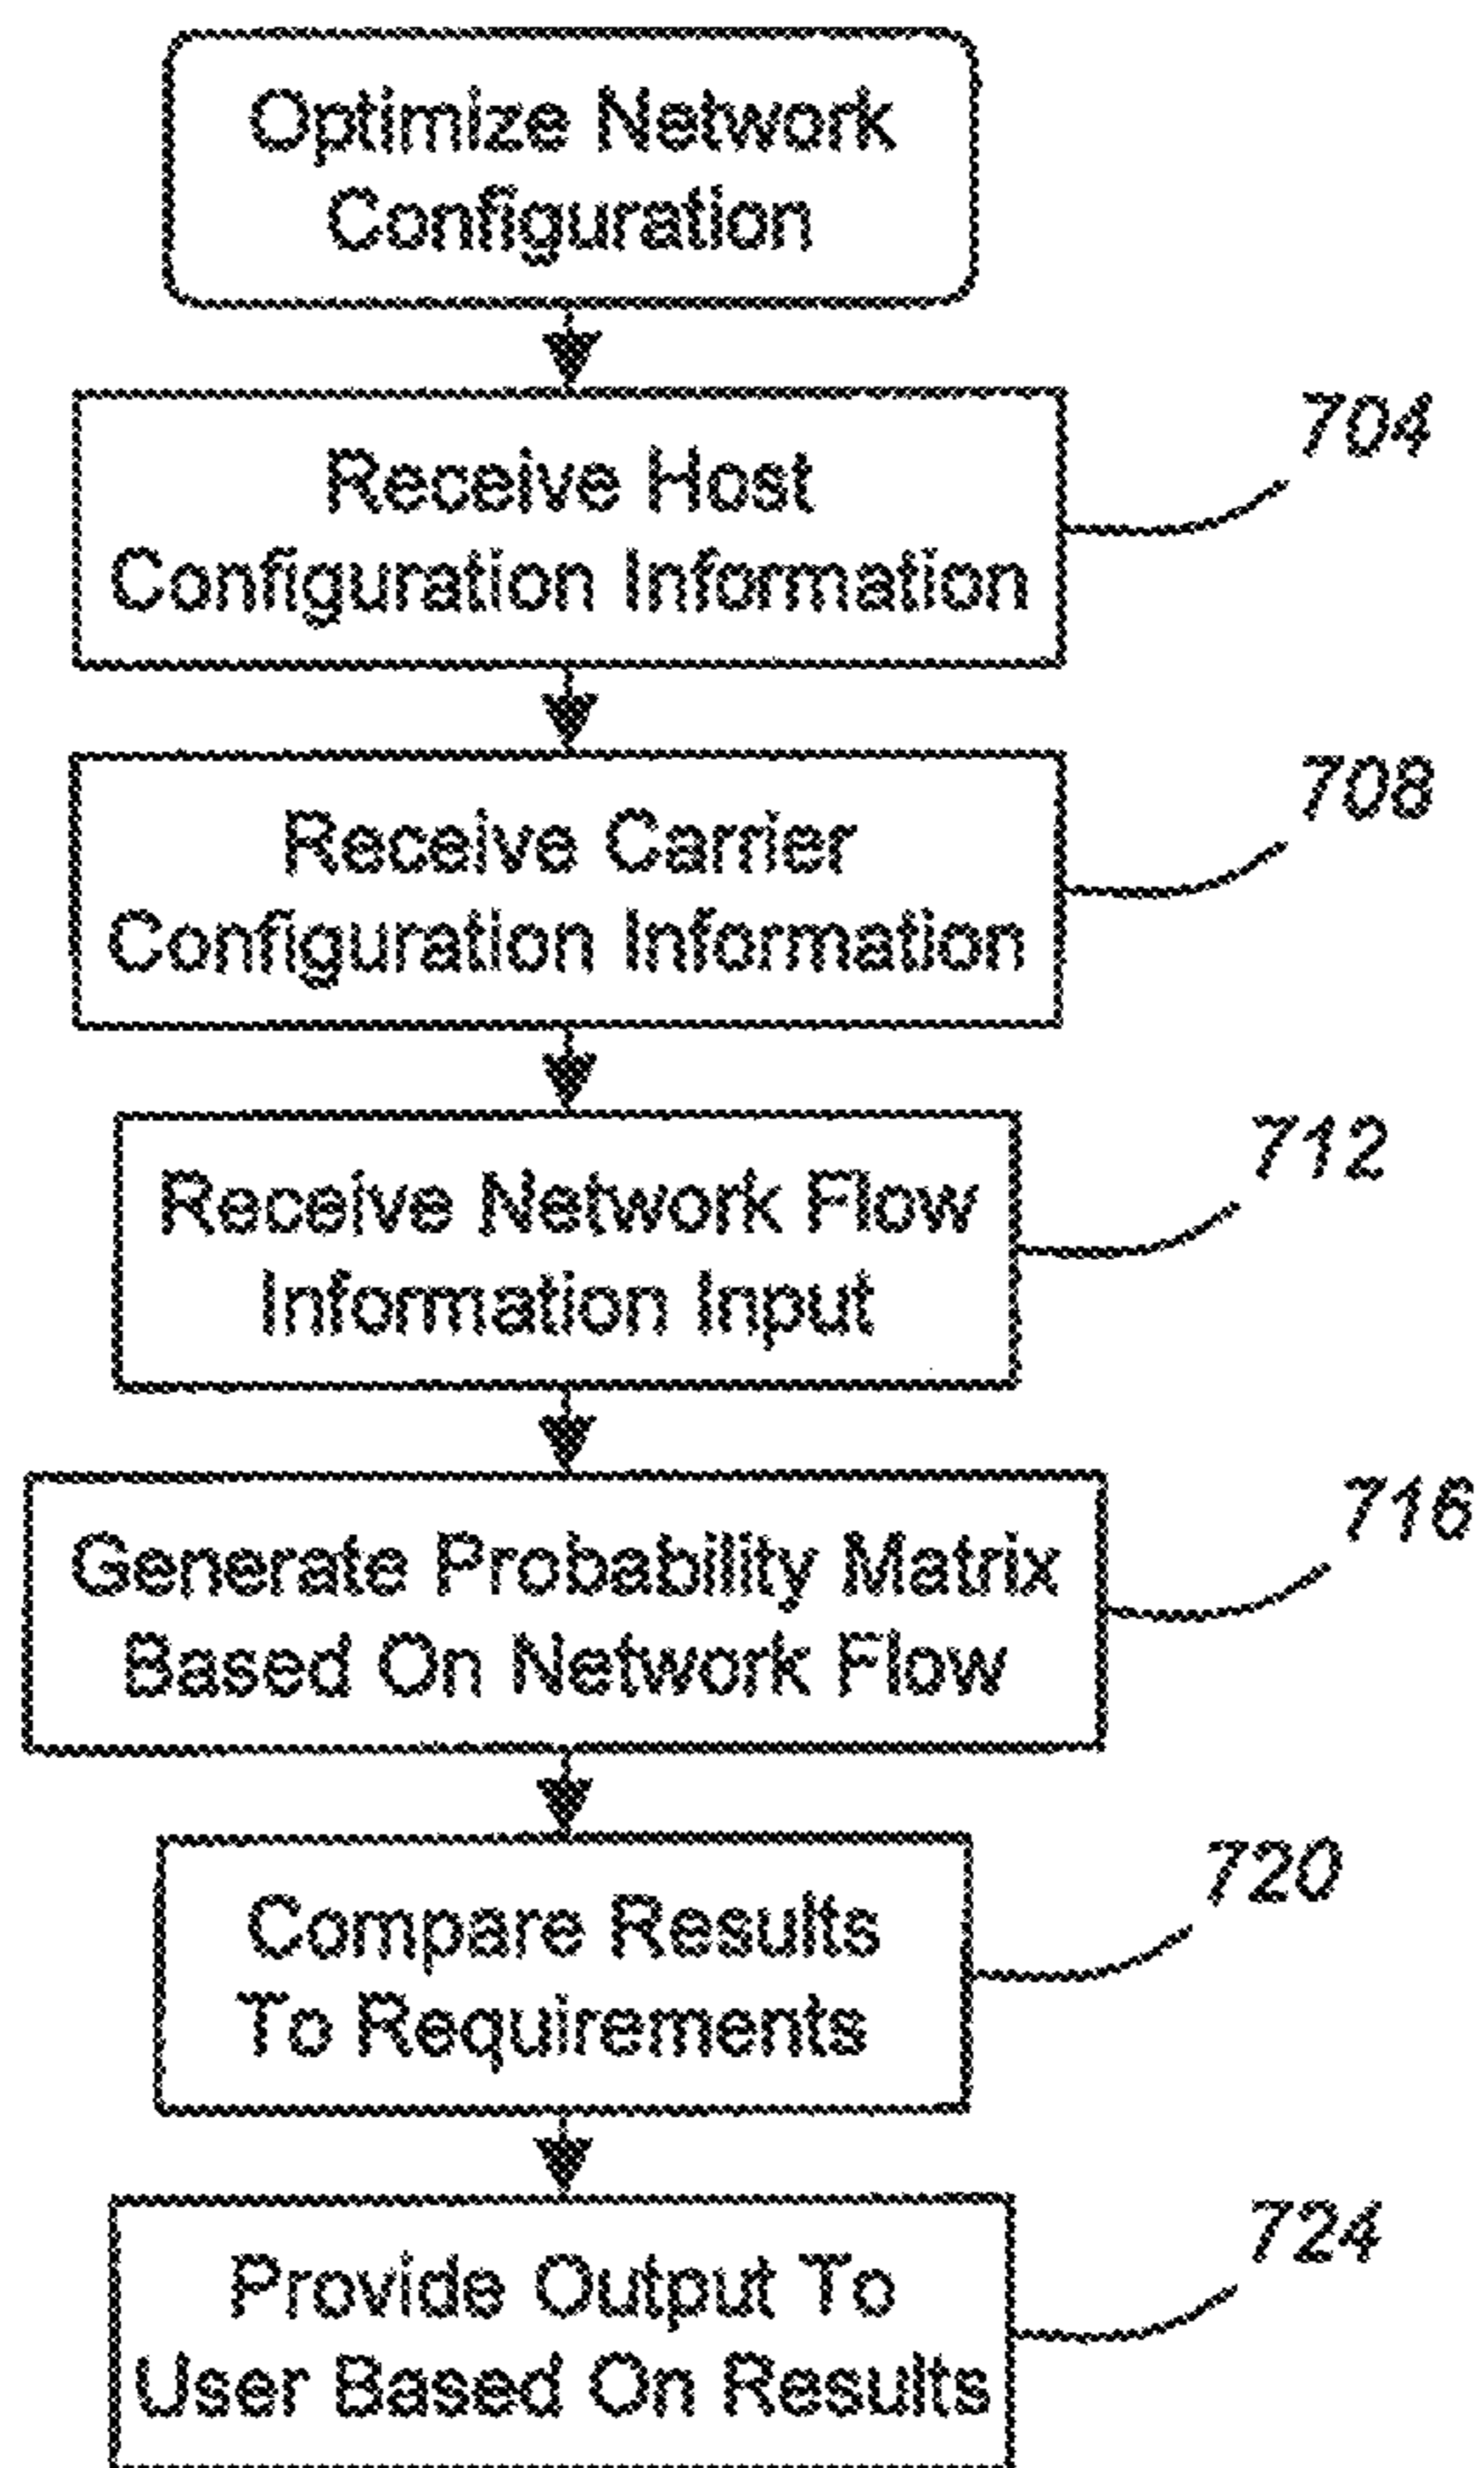 Optimize Network
Configuration
Receive Host
Configuration Information
704
Receive Carrier
Configuration Information
708
Receive Network Flow
Information Input
712
Generate Probability Matrix
Based On Network Flow
716
Compare Results
To Requirements
720
Provide Output To
User Based On Results
724